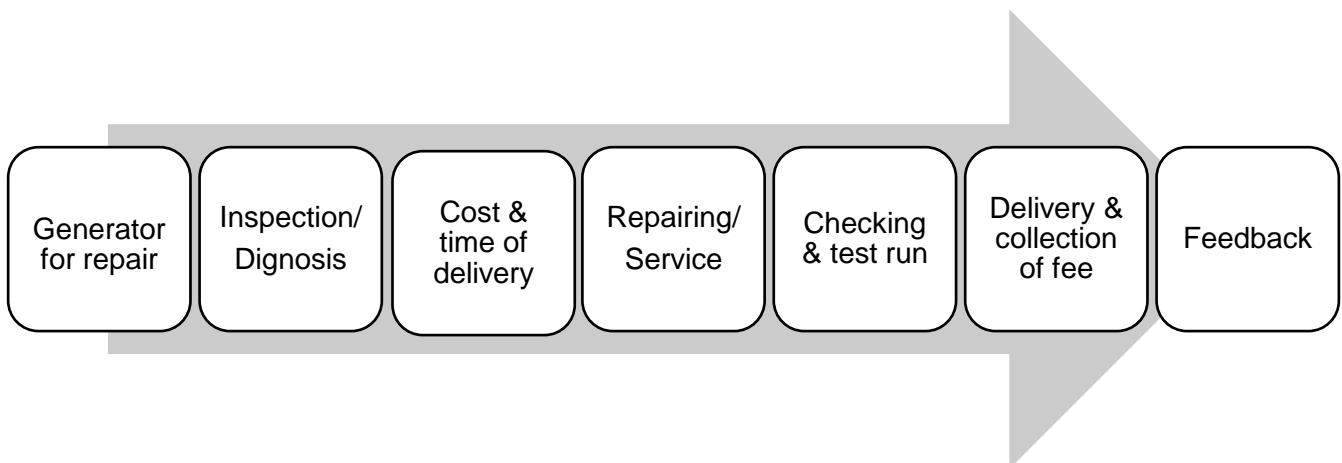 Generator
for repair
Inspection/
Dignosis
Cost &
time of
delivery
Repairing/
Service
Checking
& test run
Delivery &
collection
of fee
Feedback